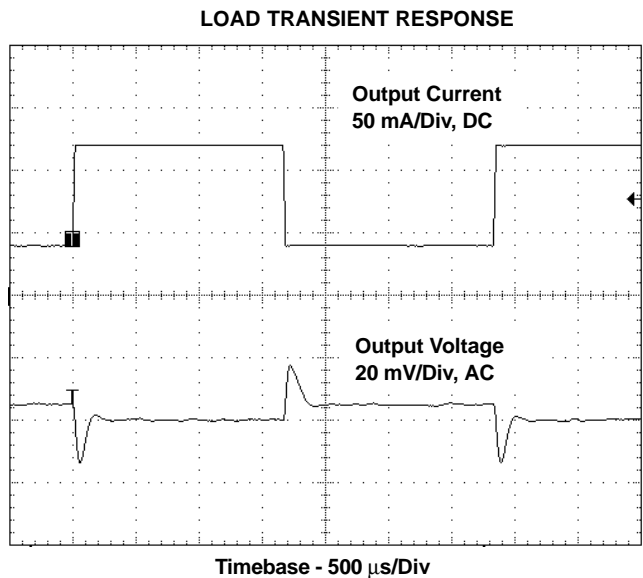 LOAD TRANSIENT RESPONSE
Output Current
50 mA/Div, DC
Output Voltage
20 mV/Div, AC
Timebase - 500 μs/Div